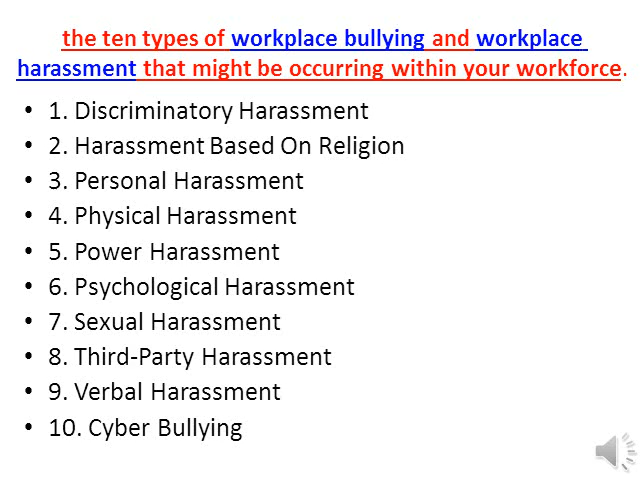 the ten types of workplace bullying and workplace
harassment that might be occurring within your workforce.
• 1. Discriminatory Harassment
• 2. Harassment Based On Religion
• 3. Personal Harassment
• 4. Physical Harassment
• 5. Power Harassment
• 6. Psychological Harassment
• 7. Sexual Harassment
• 8. Third-Party Harassment
• 9. Verbal Harassment
• 10. Cyber Bullying